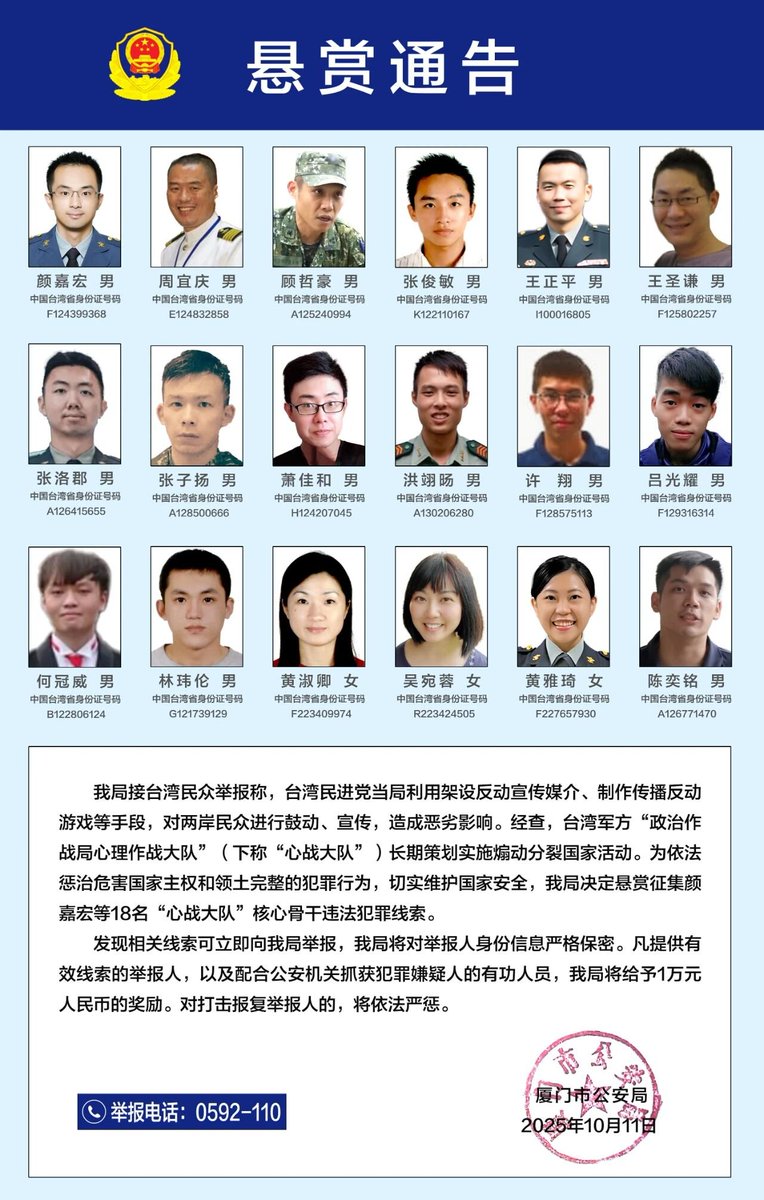 悬赏通告
颜嘉宏 男 周宜庆 男 顾哲豪 男 张俊敏 男 王正平 男 王圣谦 男
中国台湾省身份证号码 中国台湾省身份证号码 中国台湾省身份证号码 中国台湾省身份证号码 中国台湾省身份证号码 中国台湾省身份证号码
F124399368 E124832858 A125240994 K122110167 I100016805 F125802257
张洛郡 男 张子扬 男 萧佳和 男 洪翊旸 男 许 翔 男 吕光耀 男
中国台湾省身份证号码 中国台湾省身份证号码 中国台湾省身份证号码 中国台湾省身份证号码 中国台湾省身份证号码 中国台湾省身份证号码
A126415655 A128500666 H124207045 A130206280 F128575113 F129316314
何冠威 男 林玮伦 男 黄淑卿 女 吴宛蓉 女 黄雅琦 女 陈奕铭 男
中国台湾省身份证号码 中国台湾省身份证号码 中国台湾省身份证号码 中国台湾省身份证号码 中国台湾省身份证号码 中国台湾省身份证号码
B122806124 G121739129 F223409974 R223424505 F227657930 A126771470
我局接台湾民众举报称，台湾民进党当局利用架设反动宣传媒介、制作传播反动
游戏等手段，对两岸民众进行鼓动、宣传，造成恶劣影响。经查，台湾军方“政治作
战局心理作战大队”（下称“心战大队”）长期策划实施煽动分裂国家活动。为依法
惩治危害国家主权和领土完整的犯罪行为，切实维护国家安全，我局决定悬赏征集颜
嘉宏等18名“心战大队”核心骨干违法犯罪线索。
发现相关线索可立即向我局举报，我局将对举报人身份信息严格保密。凡提供有
效线索的举报人，以及配合公安机关抓获犯罪嫌疑人的有功人员，我局将给予1万元
人民币的奖励。对打击报复举报人的，将依法严惩。
厦门市公安局
举报电话：0592-110
2025年10月11日